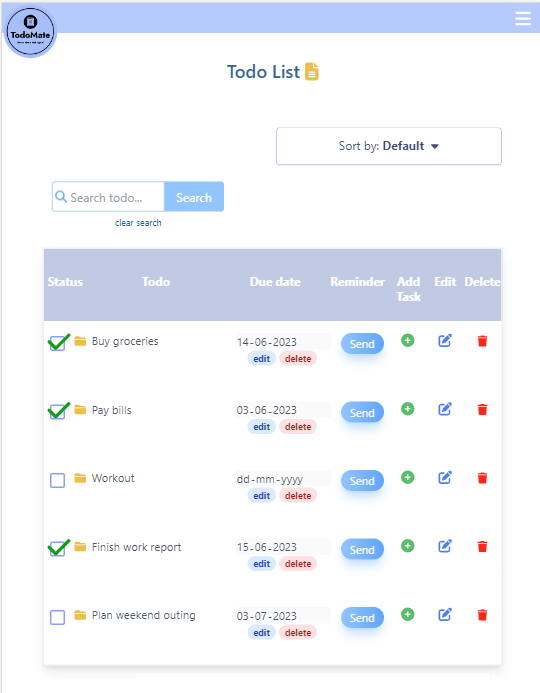 TodoMate
Todo List
Sort by: Default
Search todo... Search
clear search
Status Todo Due date Reminder Add Task Edit Delete
Buy groceries 14-06-2023 Send
edit delete
Pay bills 03-06-2023 Send
edit delete
Workout dd-mm-yyyy Send
edit delete
Finish work report 15-06-2023 Send
edit delete
Plan weekend outing 03-07-2023 Send
edit delete